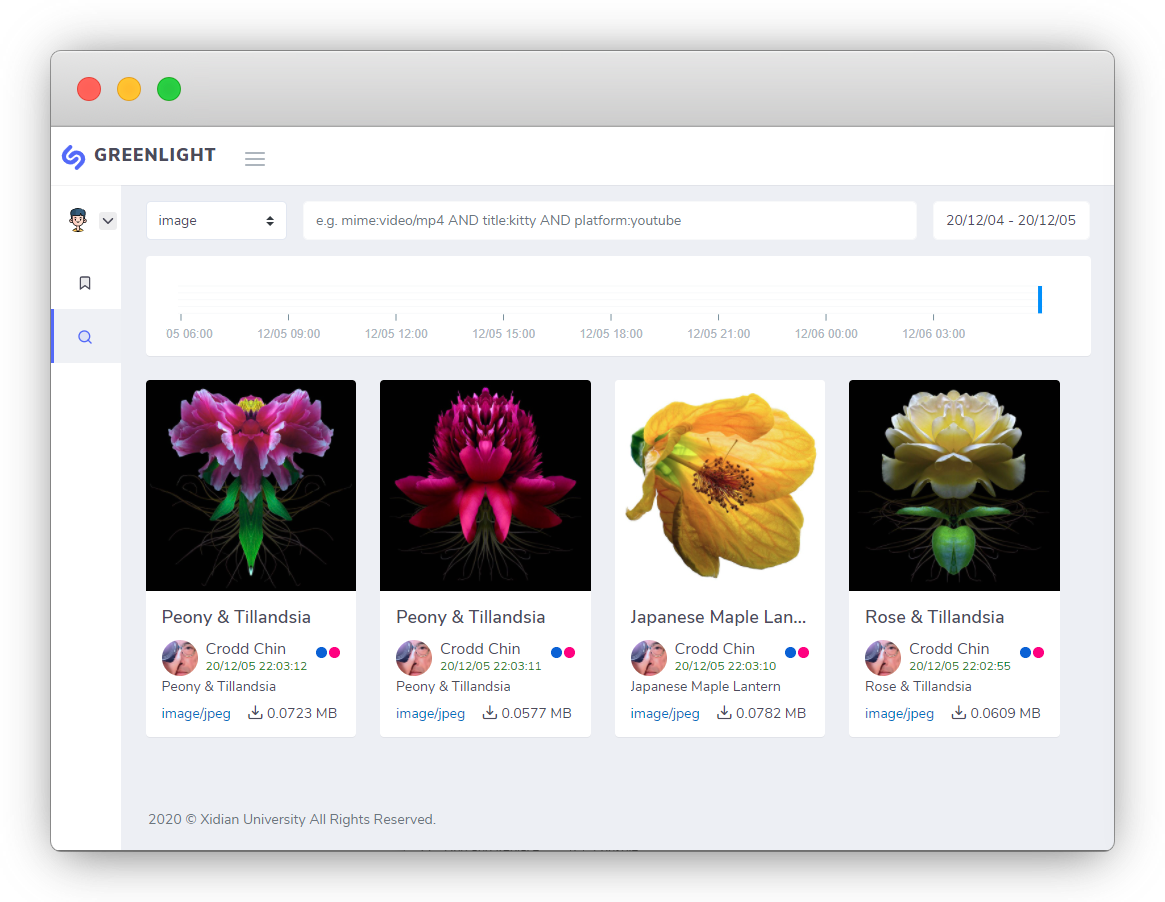 GREENLIGHT
image
e.g. mime:video/mp4 AND title:kitty AND platform:youtube
20/12/04 - 20/12/05
05 06:00 12/05 09:00 12/05 12:00 12/05 15:00 12/05 18:00 12/05 21:00 12/06 00:00 12/06 03:00
Peony & Tillandsia
Crodd Chin
20/12/05 22:03:12
Peony & Tillandsia
image/jpeg 0.0723 MB
Peony & Tillandsia
Crodd Chin
20/12/05 22:03:11
Peony & Tillandsia
image/jpeg 0.0577 MB
Japanese Maple Lan...
Crodd Chin
20/12/05 22:03:10
Japanese Maple Lantern
image/jpeg 0.0782 MB
Rose & Tillandsia
Crodd Chin
20/12/05 22:02:55
Rose & Tillandsia
image/jpeg 0.0609 MB
2020 © Xidian University All Rights Reserved.